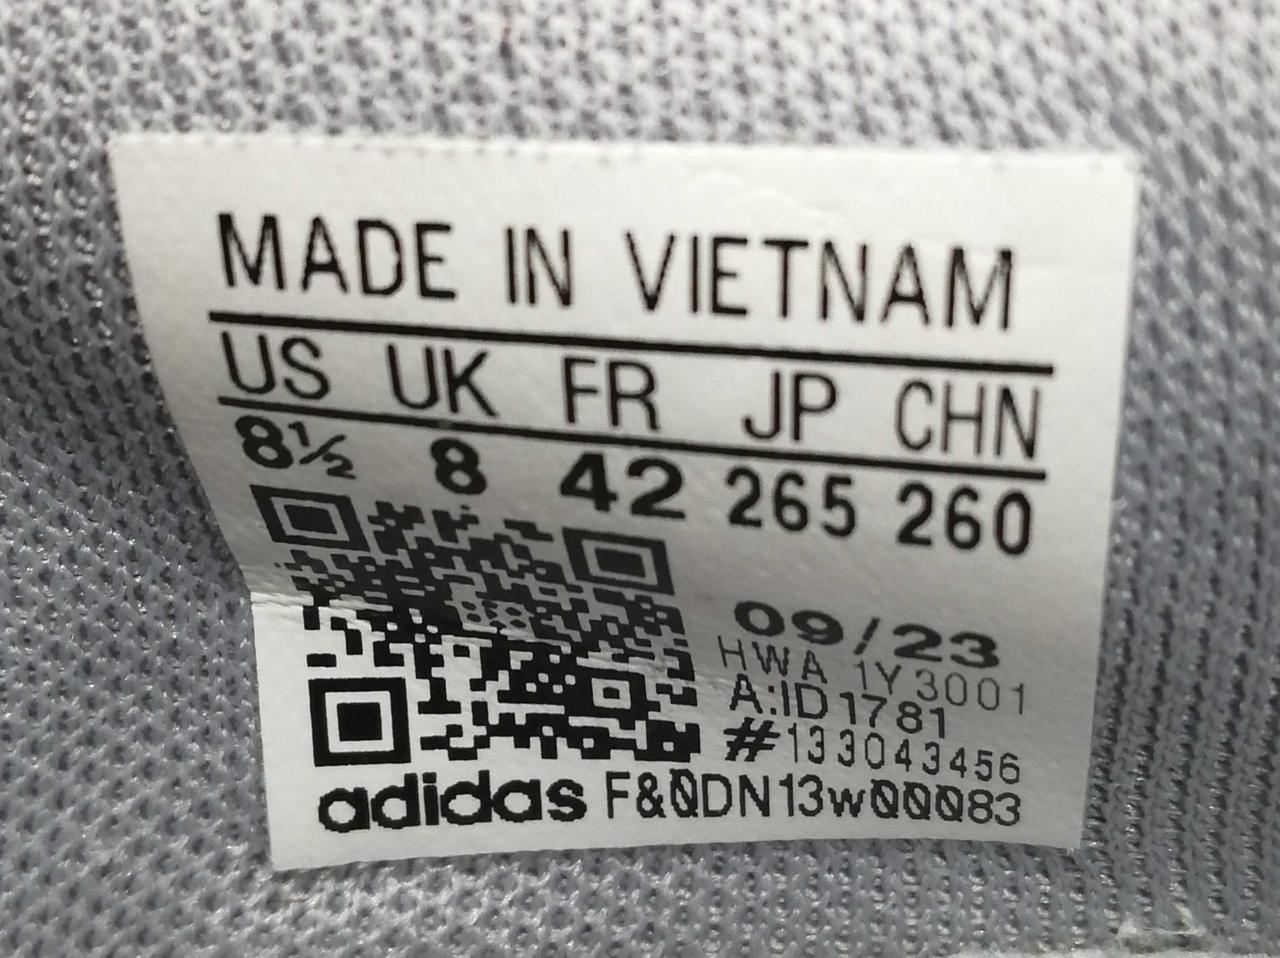 MADE IN VIETNAM
US UK FR JP CHN
8½ 8 42 265 260
09/23
HWA 1Y3001
A:ID1781
#133043456
adidas F&0DN13w00083